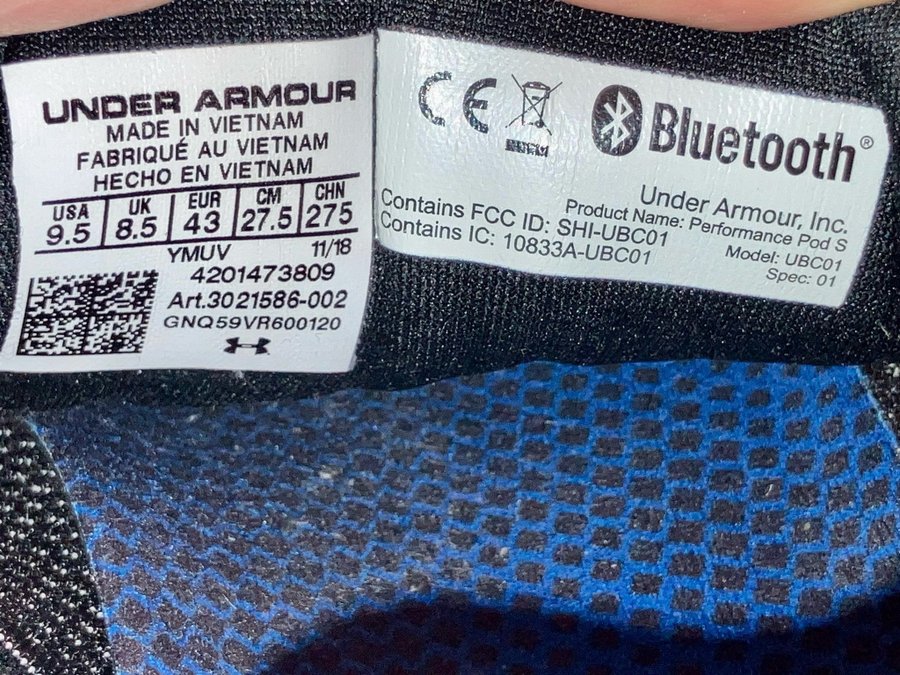 UNDER ARMOUR
MADE IN VIETNAM
FABRIQUÉ AU VIETNAM
HECHO EN VIETNAM
USA UK EUR CM CHN
9.5 8.5 43 27.5 275
YMUV 11/18
4201473809
Art.3021586-002
GNQ59VR600120
CE
Bluetooth®
Under Armour, Inc.
Contains FCC ID: SHI-UBC01 Product Name: Performance Pod S
Contains IC: 10833A-UBC01 Model: UBC01
Spec: 01